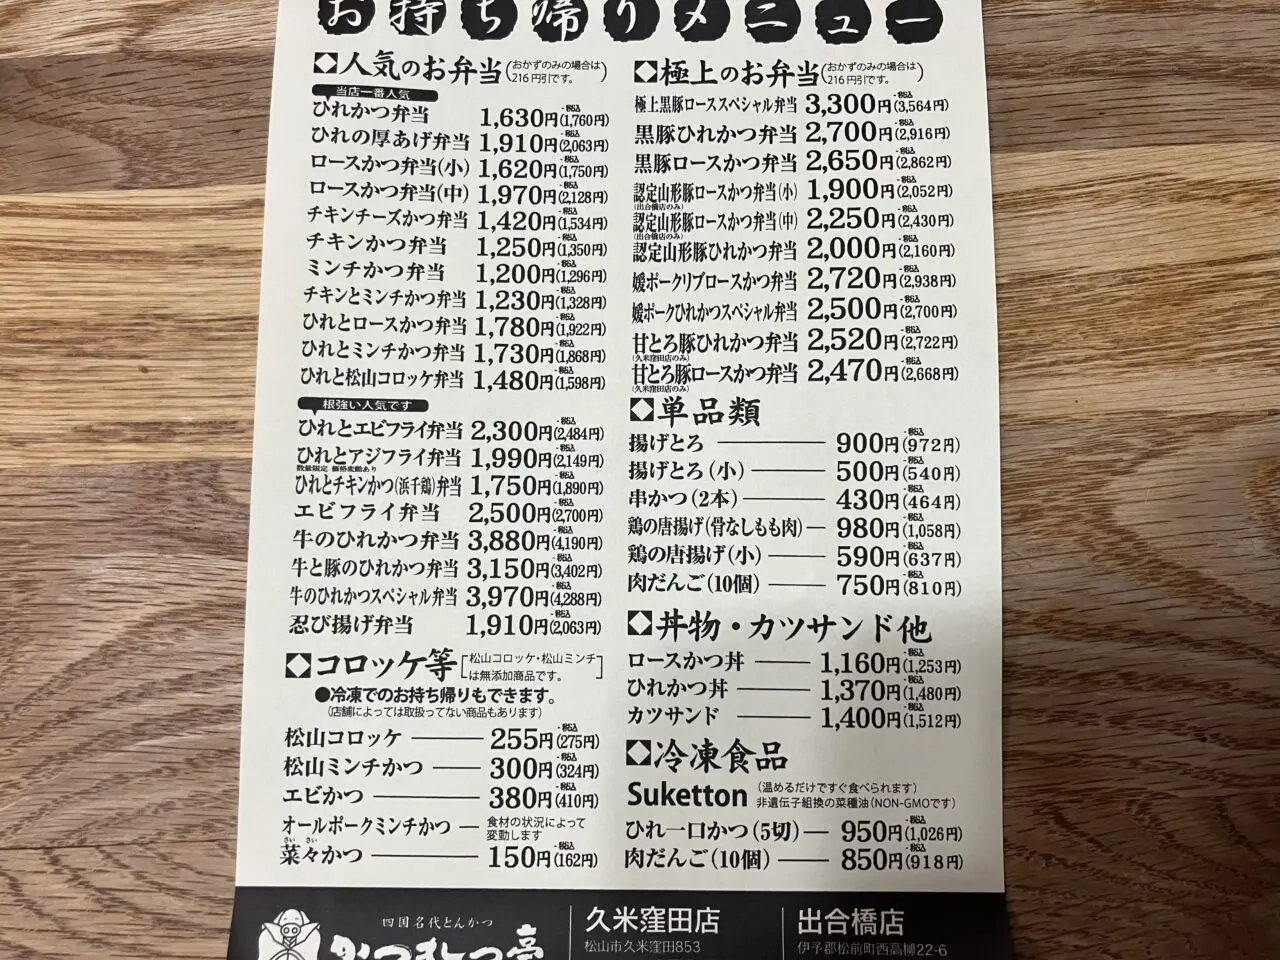 お持ち帰りメニュー
人気のお弁当(おかずのみの場合は216円引です。)
当店一番人気
ひれかつ弁当 1,630円(税込1,760円)
ひれの厚あげ弁当 1,910円(税込2,063円)
ロースかつ弁当(小) 1,620円(税込1,750円)
ロースかつ弁当(中) 1,970円(税込2,128円)
チキンチーズかつ弁当 1,420円(税込1,534円)
チキンかつ弁当 1,250円(税込1,350円)
ミンチかつ弁当 1,200円(税込1,296円)
チキンとミンチかつ弁当 1,230円(税込1,328円)
ひれとロースかつ弁当 1,780円(税込1,922円)
ひれとミンチかつ弁当 1,730円(税込1,868円)
ひれと松山コロッケ弁当 1,480円(税込1,598円)
根強い人気です
ひれとエビフライ弁当 2,300円(税込2,484円)
ひれとアジフライ弁当 1,990円(税込2,149円)
数量限定 価格変動あり
ひれとチキンかつ(浜千鶏)弁当 1,750円(税込1,890円)
エビフライ弁当 2,500円(税込2,700円)
牛のひれかつ弁当 3,880円(税込4,190円)
牛と豚のひれかつ弁当 3,150円(税込3,402円)
牛のひれかつスペシャル弁当 3,970円(税込4,288円)
忍び揚げ弁当 1,910円(税込2,063円)
コロッケ等[松山コロッケ・松山ミンチは無添加商品です。]
●冷凍でのお持ち帰りもできます。
(店舗によっては取扱ってない商品もあります)
松山コロッケ 255円(税込275円)
松山ミンチかつ 300円(税込324円)
エビかつ 380円(税込410円)
オールポークミンチかつ 食材の状況によって変動します
菜々かつ 150円(税込162円)
さい さい
極上のお弁当(おかずのみの場合は216円引です。)
極上黒豚ローススペシャル弁当 3,300円(税込3,564円)
黒豚ひれかつ弁当 2,700円(税込2,916円)
黒豚ロースかつ弁当 2,650円(税込2,862円)
認定山形豚ロースかつ弁当(小) 1,900円(税込2,052円)
(出合橋店のみ)
認定山形豚ロースかつ弁当(中) 2,250円(税込2,430円)
(出合橋店のみ)
認定山形豚ひれかつ弁当 2,000円(税込2,160円)
媛ポークリブロースかつ弁当 2,720円(税込2,938円)
媛ポークひれかつスペシャル弁当 2,500円(税込2,700円)
甘とろ豚ひれかつ弁当 2,520円(税込2,722円)
(久米窪田店のみ)
甘とろ豚ロースかつ弁当 2,470円(税込2,668円)
(久米窪田店のみ)
単品類
揚げとろ 900円(税込972円)
揚げとろ(小) 500円(税込540円)
串かつ(2本) 430円(税込464円)
鶏の唐揚げ(骨なしもも肉) 980円(税込1,058円)
鶏の唐揚げ(小) 590円(税込637円)
肉だんご(10個) 750円(税込810円)
丼物・カツサンド他
ロースかつ丼 1,160円(税込1,253円)
ひれかつ丼 1,370円(税込1,480円)
カツサンド 1,400円(税込1,512円)
冷凍食品
Suketton (温めるだけですぐ食べられます)
非遺伝子組換の菜種油(NON-GMOです)
ひれ一口かつ(5切) 950円(税込1,026円)
肉だんご(10個) 850円(税込918円)
四国名代とんかつ
かつれつ亭
久米窪田店
松山市久米窪田853
出合橋店
伊予郡松前町西高柳22-6